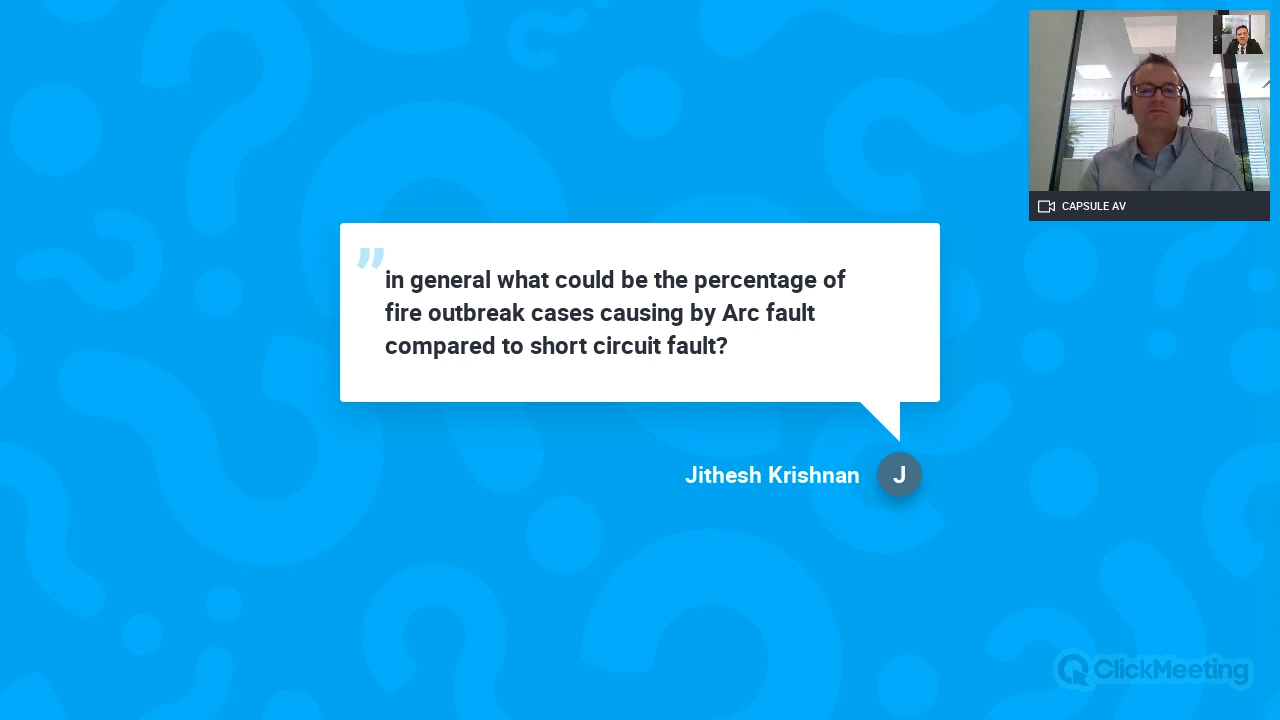 CAPSULE AV
in general what could be the percentage of
fire outbreak cases causing by Arc fault
compared to short circuit fault?
Jithesh Krishnan
J
ClickMeeting